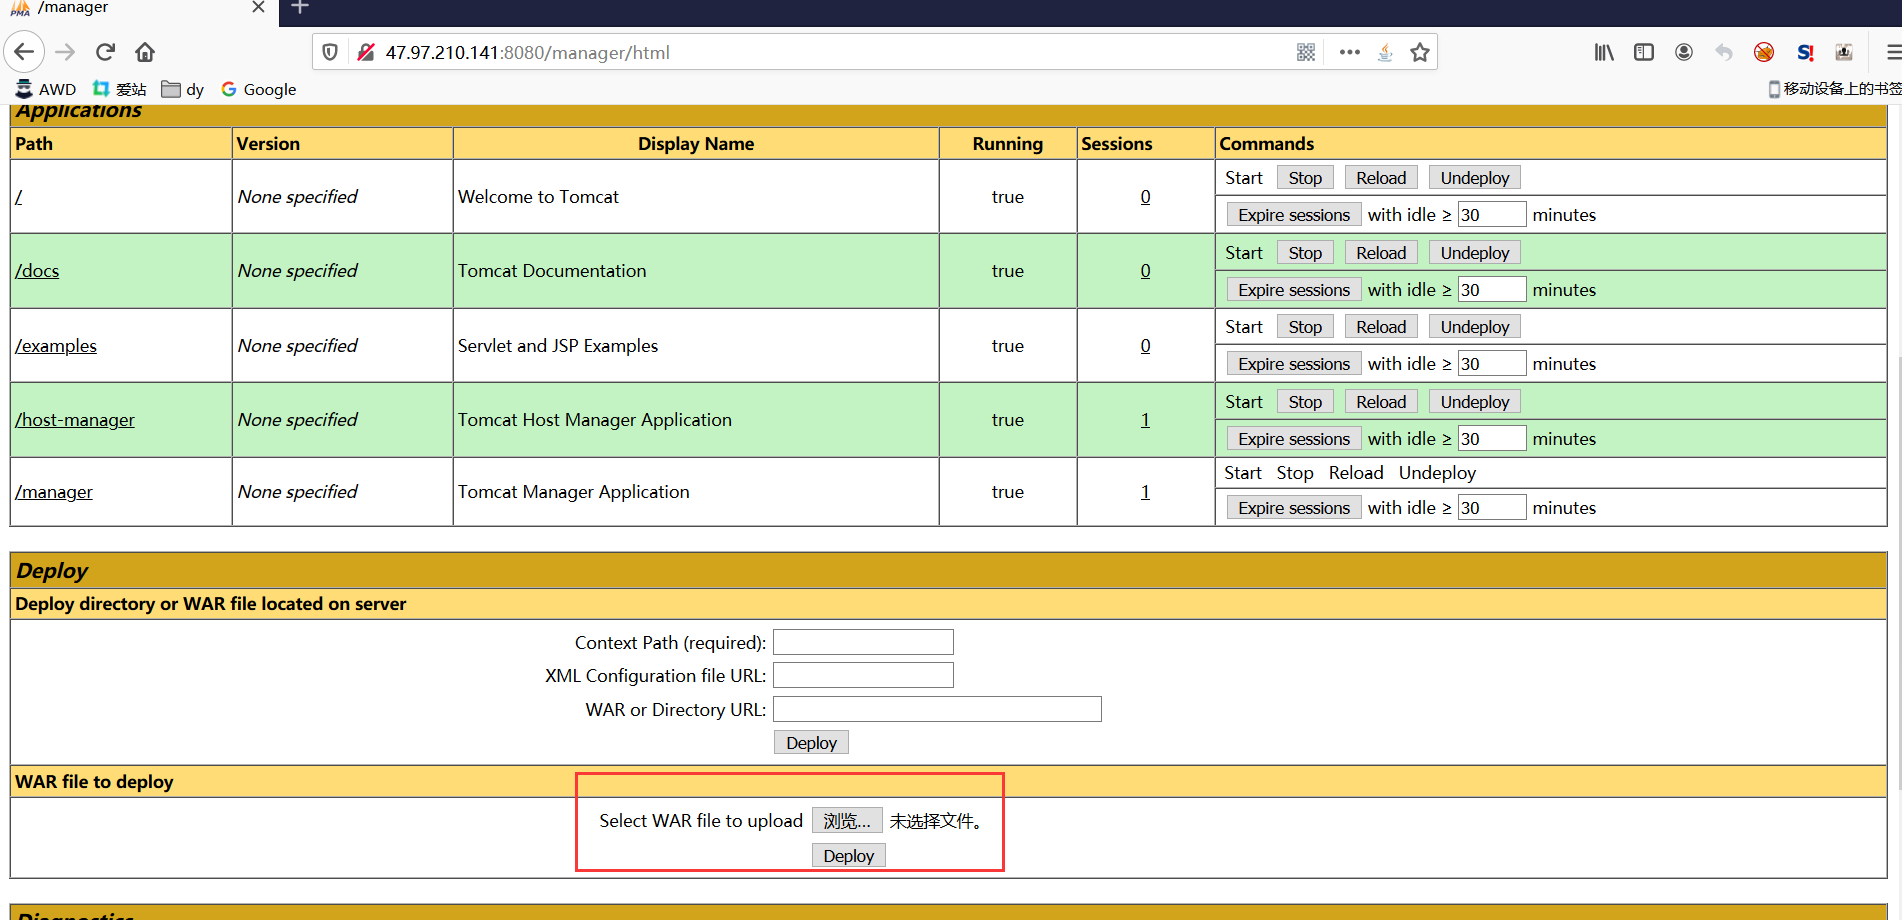 /manager
47.97.210.141:8080/manager/html
AWD 爱站 dy Google 移动设备上的书签
Applications
Path Version Display Name Running Sessions Commands
/ None specified Welcome to Tomcat true 0 Start Stop Reload Undeploy
Expire sessions with idle ≥ 30 minutes
/docs None specified Tomcat Documentation true 0 Start Stop Reload Undeploy
Expire sessions with idle ≥ 30 minutes
/examples None specified Servlet and JSP Examples true 0 Start Stop Reload Undeploy
Expire sessions with idle ≥ 30 minutes
/host-manager None specified Tomcat Host Manager Application true 1 Start Stop Reload Undeploy
Expire sessions with idle ≥ 30 minutes
/manager None specified Tomcat Manager Application true 1 Start Stop Reload Undeploy
Expire sessions with idle ≥ 30 minutes
Deploy
Deploy directory or WAR file located on server
Context Path (required):
XML Configuration file URL:
WAR or Directory URL:
Deploy
WAR file to deploy
Select WAR file to upload 浏览... 未选择文件。
Deploy
Diagnostics